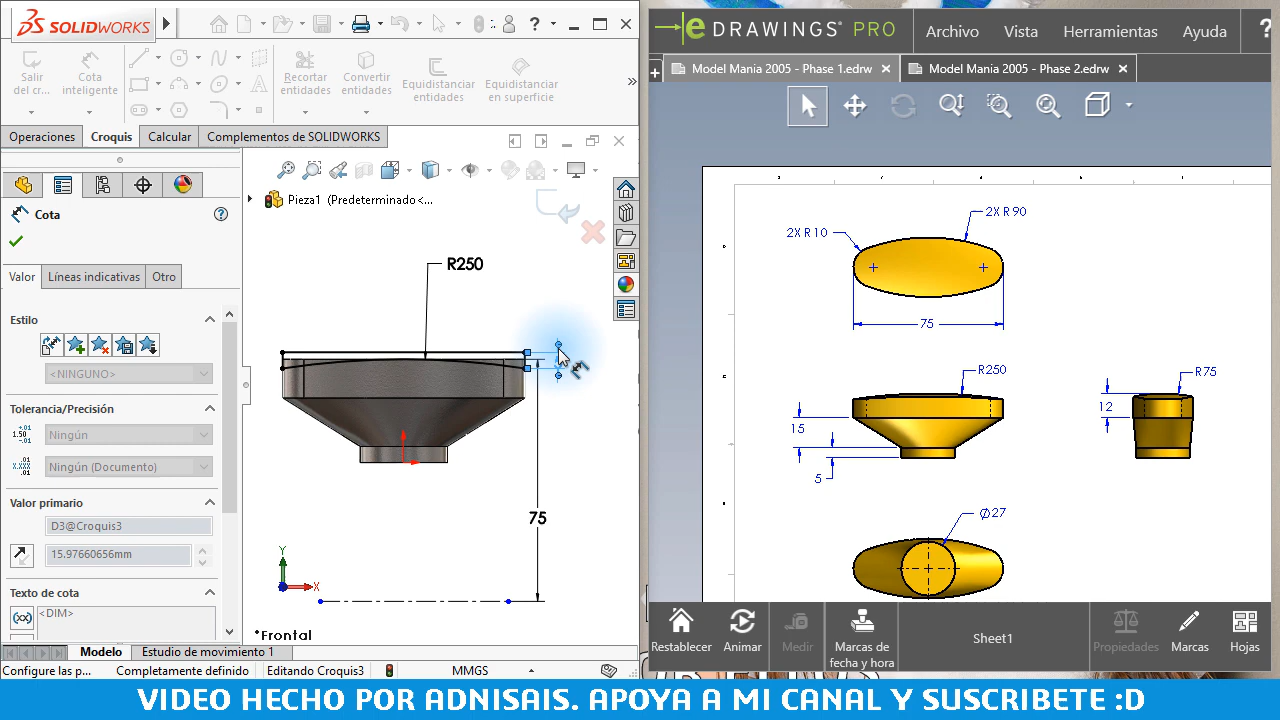 SOLIDWORKS
?
Salir
del cr...
Cota
inteligente
Recortar
entidades
Convertir
entidades
Equidistanciar
entidades
Equidistanciar
en superficie
»
Operaciones
Croquis
Calcular
Complementos de SOLIDWORKS
Pieza1 (Predeterminado <...
Cota
?
Valor
Líneas indicativas
Otro
Estilo
<NINGUNO>
Tolerancia/Precisión
Ningún
Ningún (Documento)
Valor primario
D3@Croquis3
15.97660656mm
Texto de cota
<DIM>
R250
75
Y
X
*Frontal
Modelo
Estudio de movimiento 1
Configure las p...
Completamente definido
Editando Croquis3
MMGS
e DRAWINGS® PRO
Archivo
Vista
Herramientas
Ayuda
?
Model Mania 2005 - Phase 1.edrw
Model Mania 2005 - Phase 2.edrw
2X R 90
2X R 10
75
R250
R75
12
15
5
Ø27
Restablecer
Animar
Medir
Marcas de
fecha y hora
Sheet1
Propiedades
Marcas
Hojas
VIDEO HECHO POR ADNISAIS. APOYA A MI CANAL Y SUSCRIBETE :D